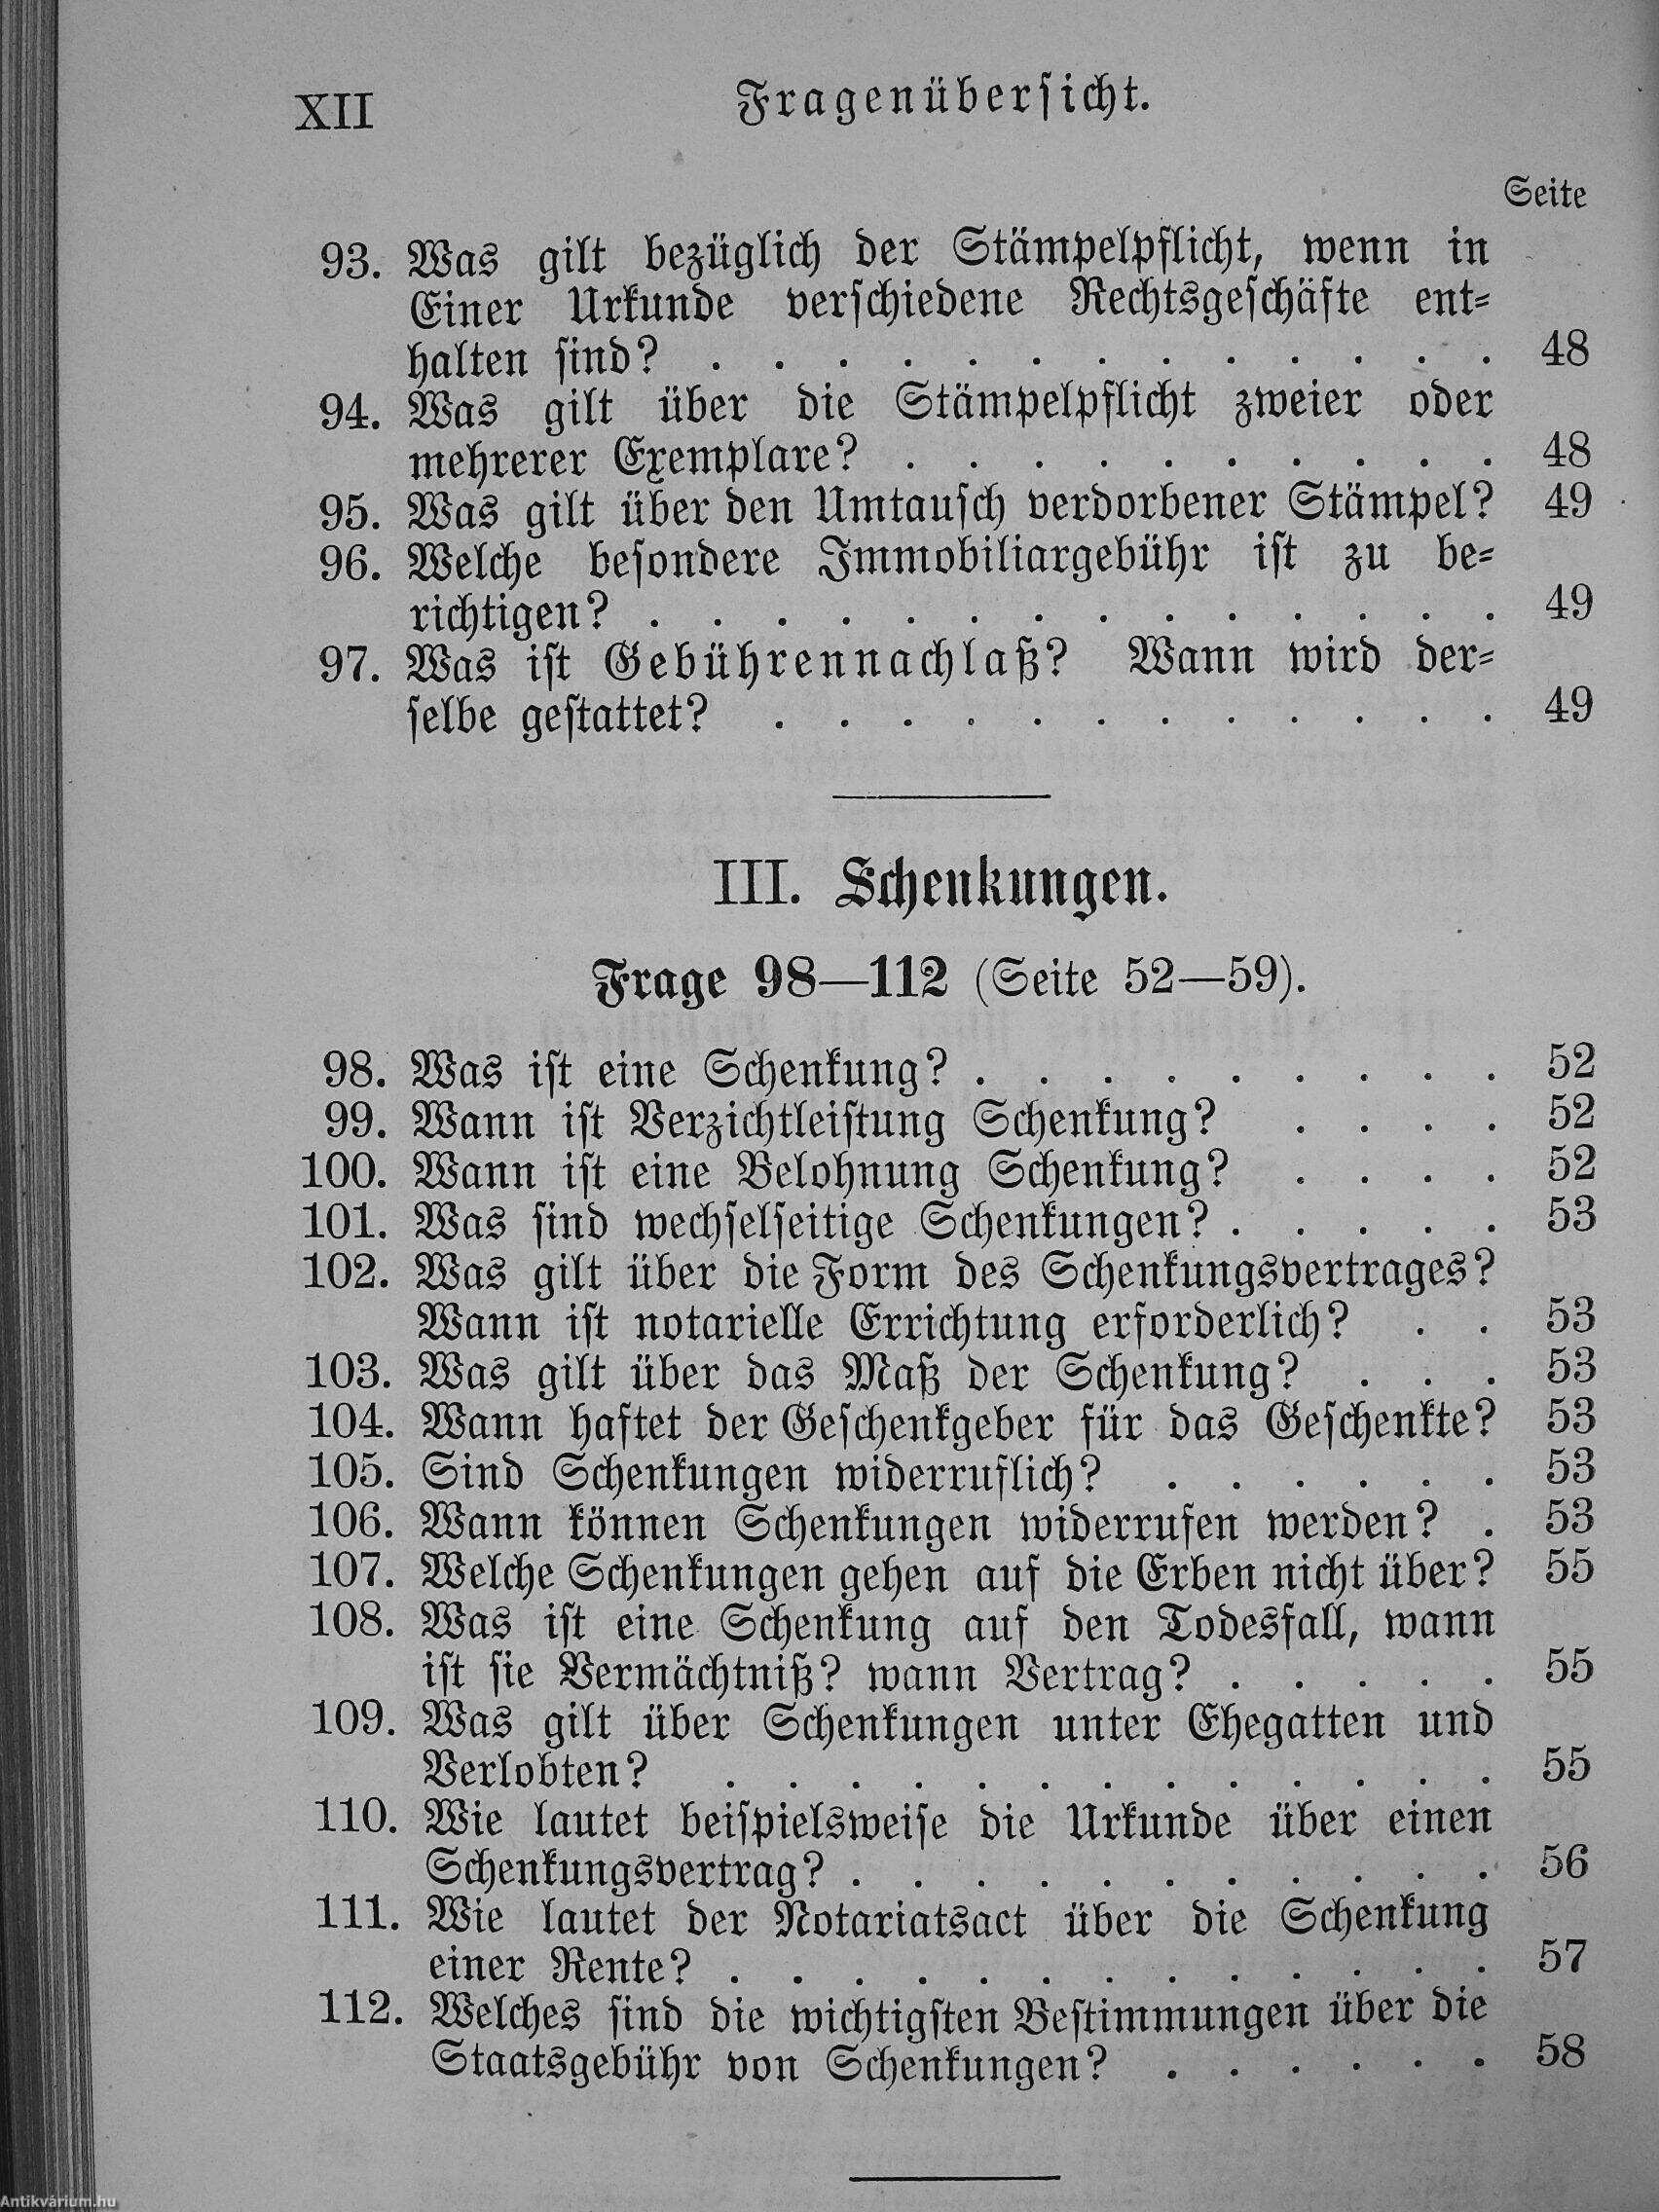 XII Fragenübersicht.
Seite
93. Was gilt bezüglich der Stämpelpflicht, wenn in
Einer Urkunde verschiedene Rechtsgeschäfte ent-
halten sind? . . . . . . . . . . . . . 48
94. Was gilt über die Stämpelpflicht zweier oder
mehrerer Exemplare? . . . . . . . . . . 48
95. Was gilt über den Umtausch verdorbener Stämpel? 49
96. Welche besondere Immobiliargebühr ist zu be-
richtigen? . . . . . . . . . . . . . . 49
97. Was ist Gebührennachlaß? Wann wird der-
selbe gestattet? . . . . . . . . . . . . 49
III. Schenkungen.
Frage 98—112 (Seite 52—59).
98. Was ist eine Schenkung? . . . . . . . . . 52
99. Wann ist Verzichtleistung Schenkung? . . . . 52
100. Wann ist eine Belohnung Schenkung? . . . . 52
101. Was sind wechselseitige Schenkungen? . . . . . 53
102. Was gilt über die Form des Schenkungsvertrages?
Wann ist notarielle Errichtung erforderlich? . . 53
103. Was gilt über das Maß der Schenkung? . . . 53
104. Wann haftet der Geschenkgeber für das Geschenkte? 53
105. Sind Schenkungen widerruflich? . . . . . . 53
106. Wann können Schenkungen widerrufen werden? . 53
107. Welche Schenkungen gehen auf die Erben nicht über? 55
108. Was ist eine Schenkung auf den Todesfall, wann
ist sie Vermächtniß? wann Vertrag? . . . . . 55
109. Was gilt über Schenkungen unter Ehegatten und
Verlobten? . . . . . . . . . . . . . 55
110. Wie lautet beispielsweise die Urkunde über einen
Schenkungsvertrag? . . . . . . . . . . . 56
111. Wie lautet der Notariatsact über die Schenkung
einer Rente? . . . . . . . . . . . . . 57
112. Welches sind die wichtigsten Bestimmungen über die
Staatsgebühr von Schenkungen? . . . . . . 58
Antikvárium.hu